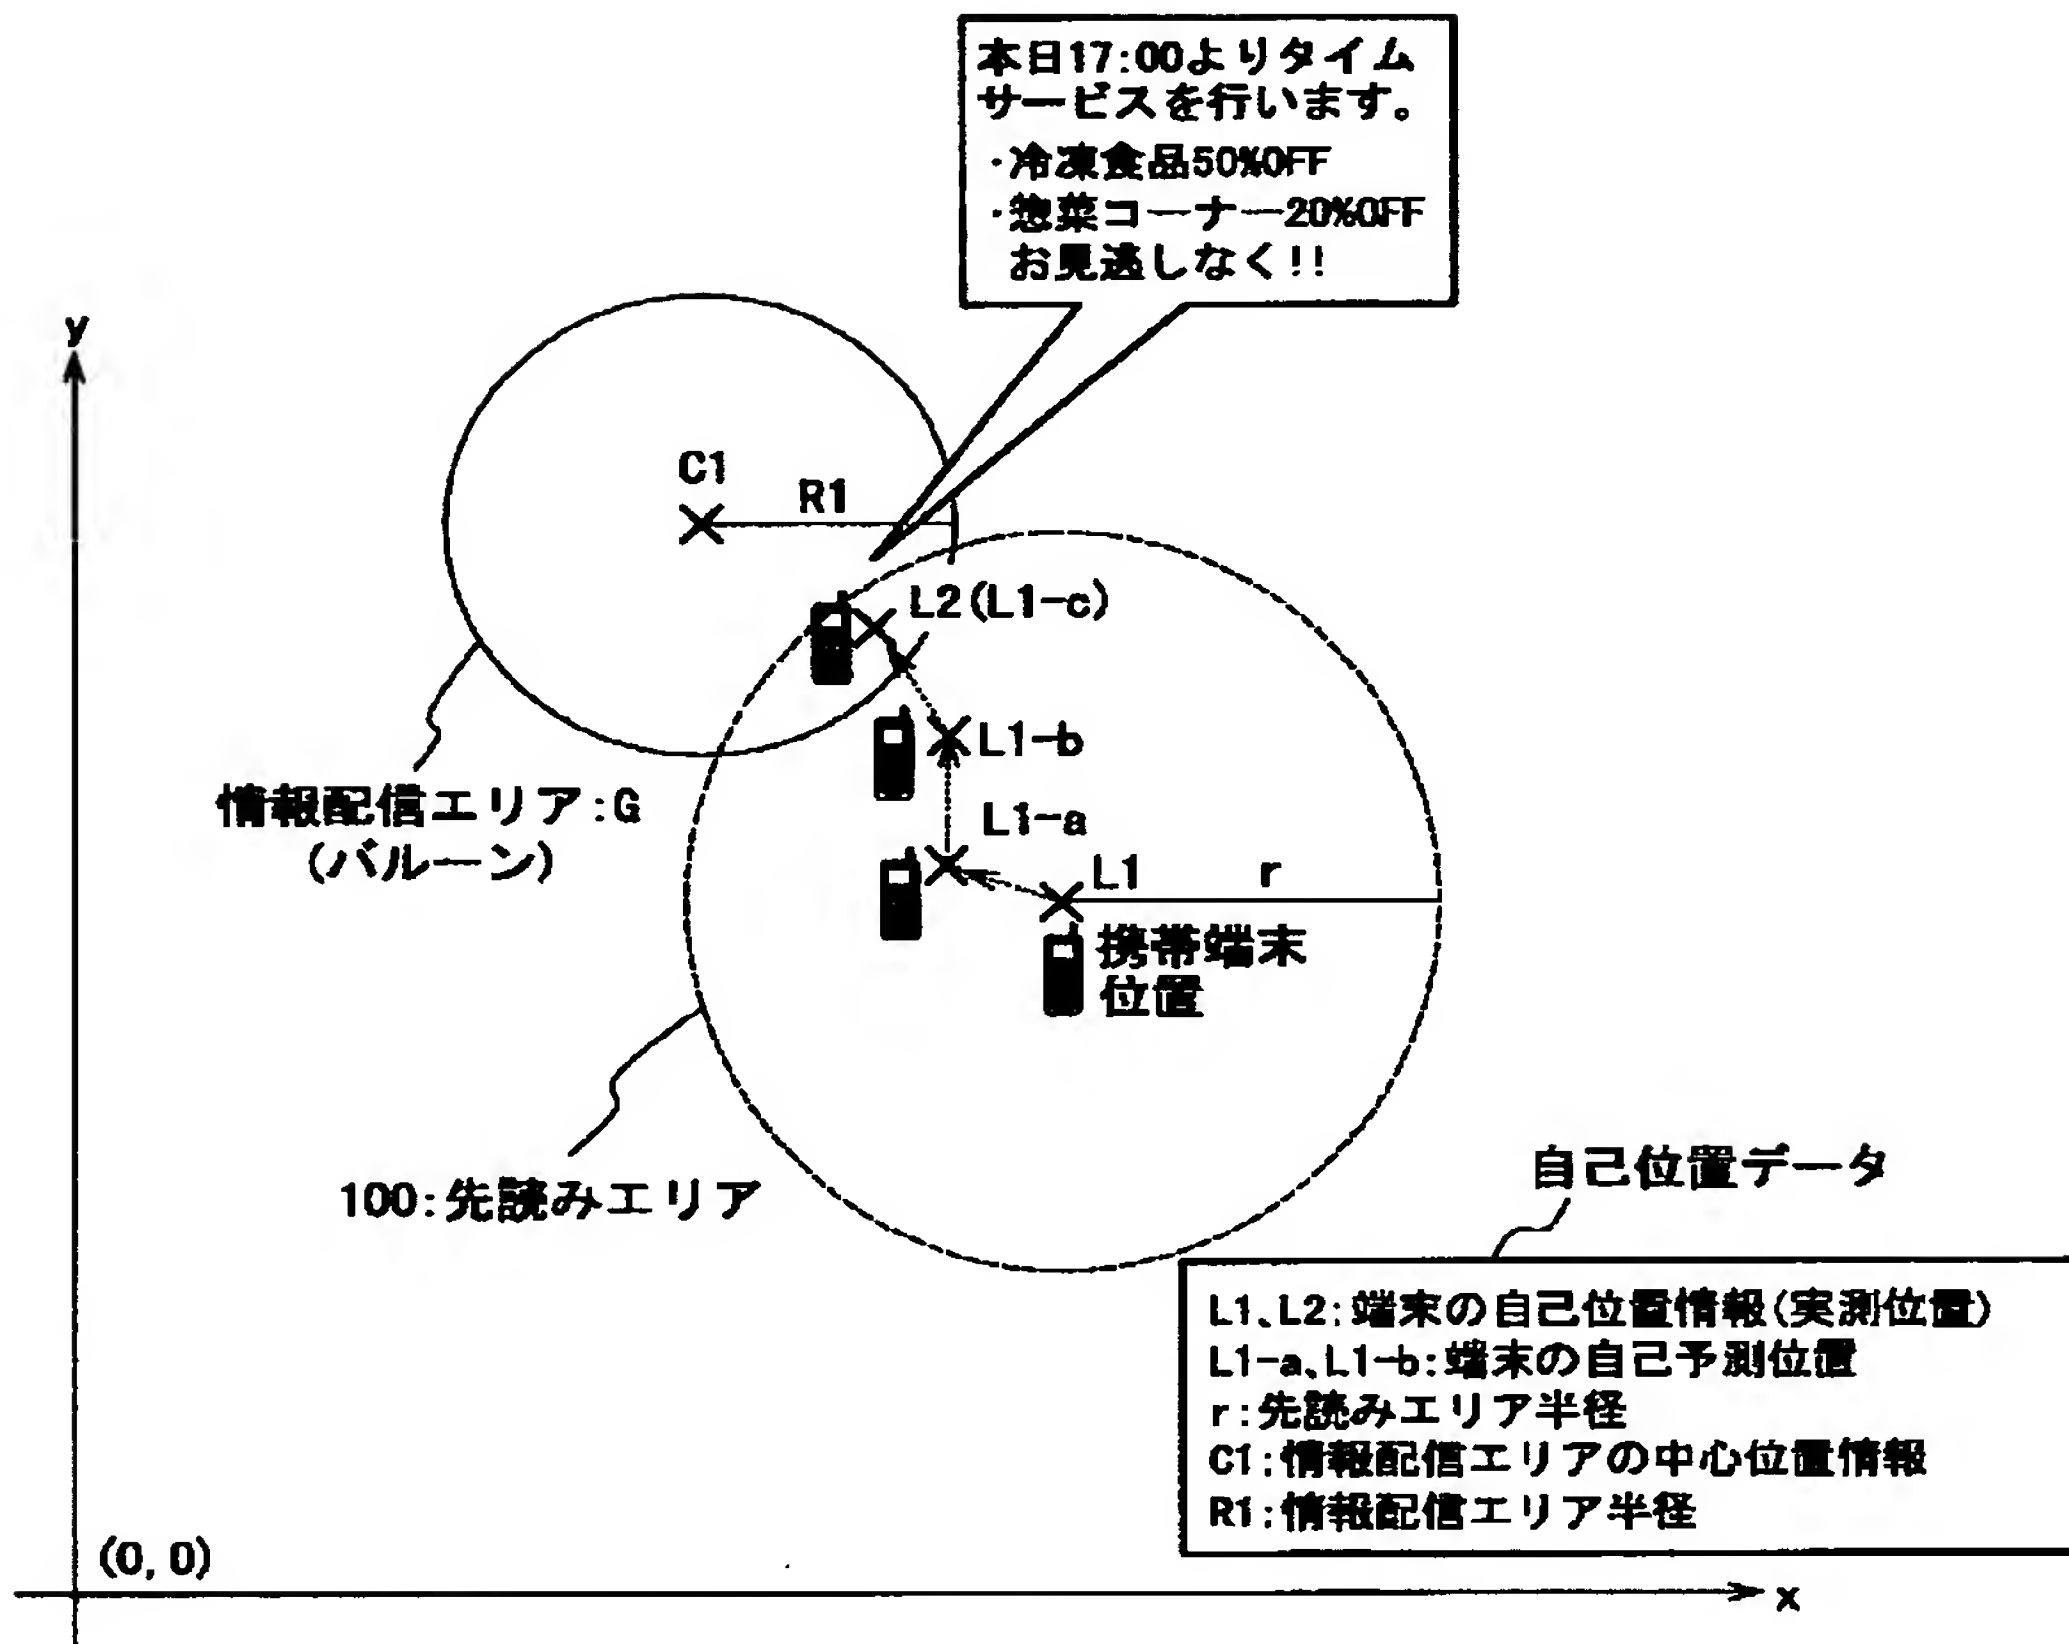 本日17:00よりタイム
サービスを行います。
・冷凍食品50%OFF
・惣菜コーナー20%OFF
お見逃しなく!!
y
C1
R1
L2(L1-c)
L1-b
情報配信エリア:G
(バルーン)
L1-a
L1
r
携帯端末
位置
100:先読みエリア
自己位置データ
L1、L2:端末の自己位置情報(実測位置)
L1-a、L1-b:端末の自己予測位置
r:先読みエリア半径
C1:情報配信エリアの中心位置情報
R1:情報配信エリア半径
(0,0)
x